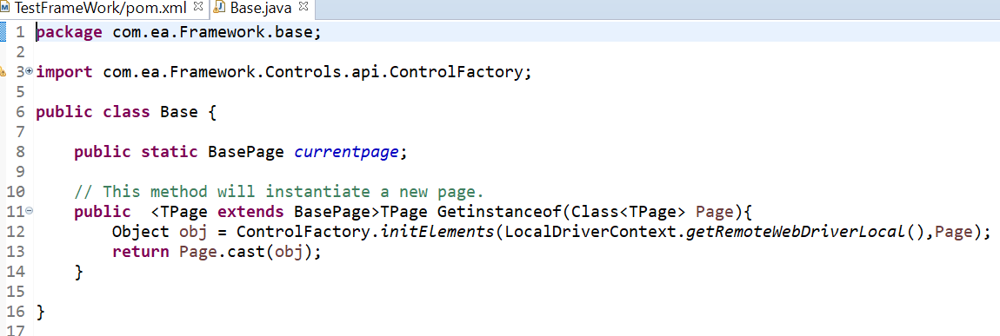 TestFrameWork/pom.xml Base.java
1 package com.ea.Framework.base;
2
3 import com.ea.Framework.Controls.api.ControlFactory;
5
6 public class Base {
7
8 public static BasePage currentpage;
9
10 // This method will instantiate a new page.
11 public  <TPage extends BasePage>TPage Getinstanceof(Class<TPage> Page){
12 Object obj = ControlFactory.initElements(LocalDriverContext.getRemoteWebDriverLocal(),Page);
13 return Page.cast(obj);
14 }
15
16 }
17